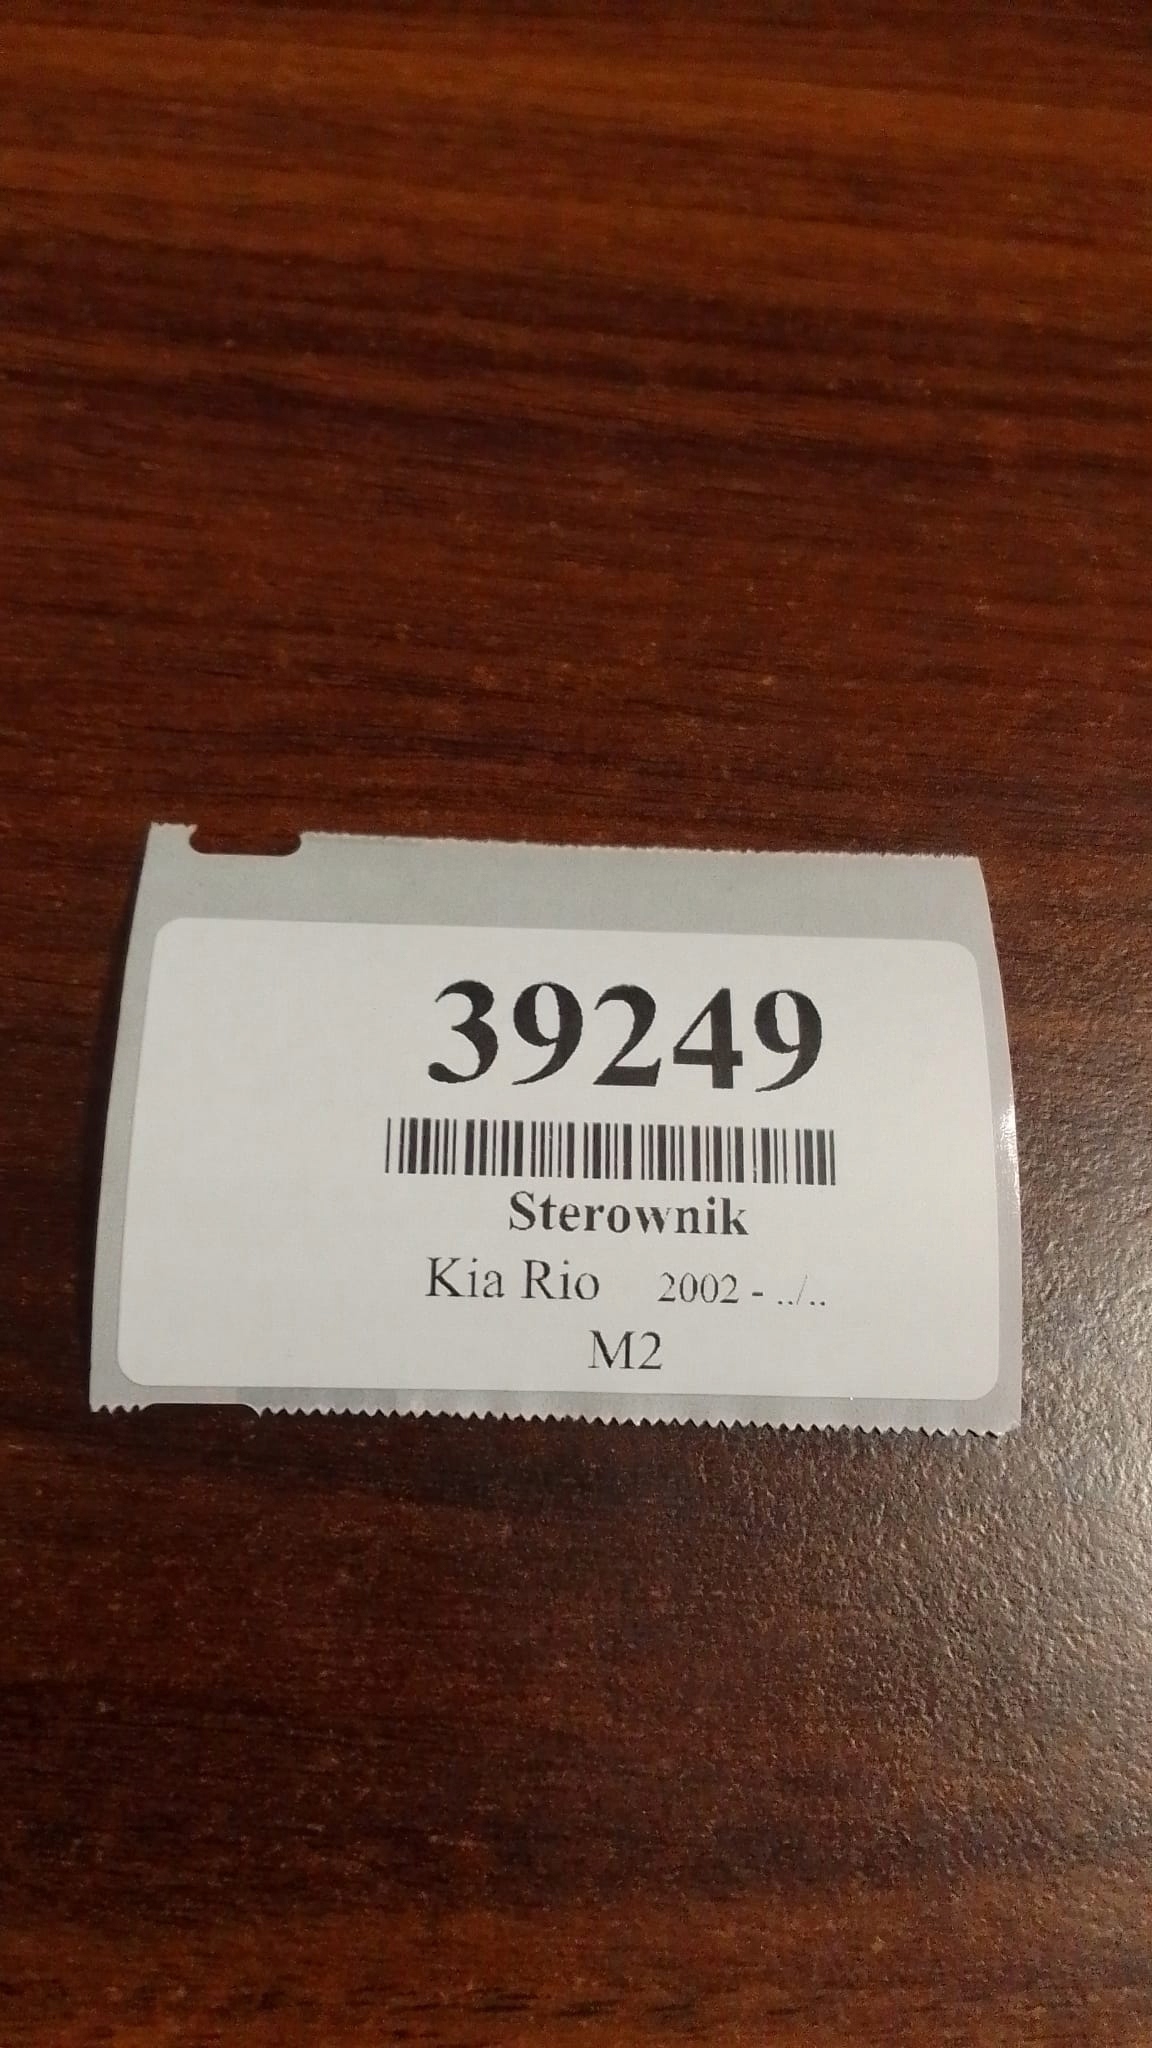 39249
Sterownik
Kia Rio 2002 - ../..
M2